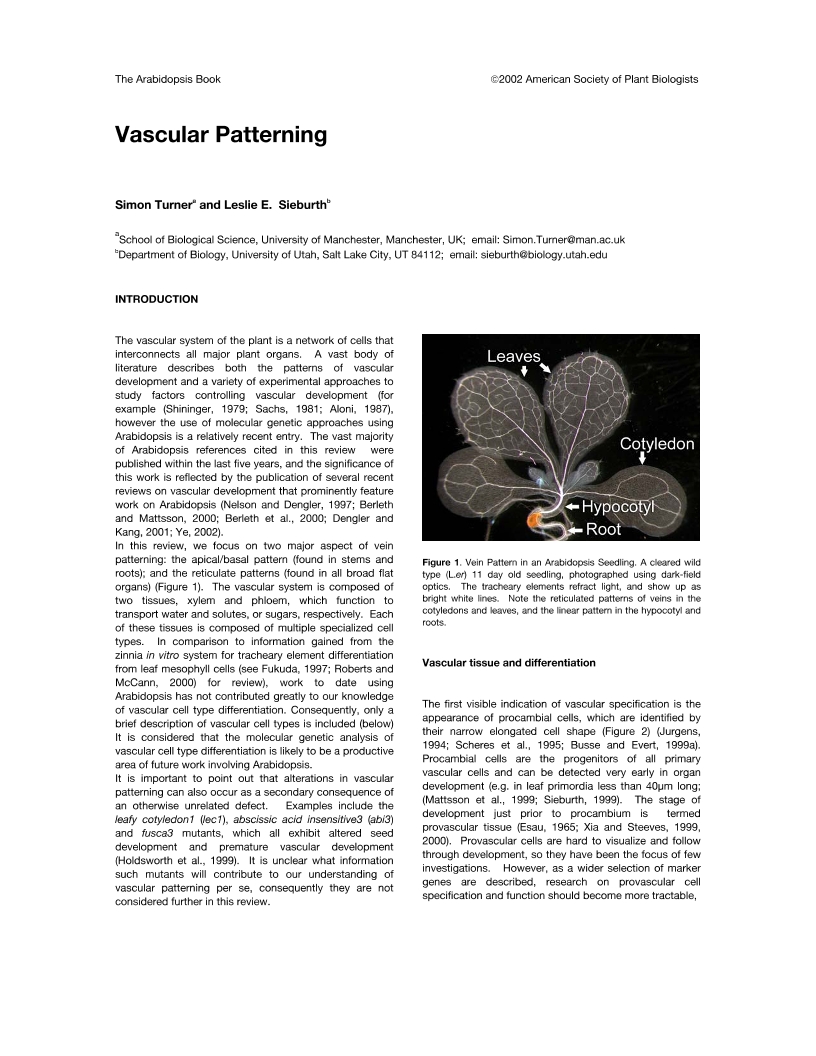 The Arabidopsis Book
©2002 American Society of Plant Biologists
Vascular Patterning
Simon Turnerᵃ and Leslie E. Sieburthᵇ
ᵃSchool of Biological Science, University of Manchester, Manchester, UK; email: Simon.Turner@man.ac.uk
ᵇDepartment of Biology, University of Utah, Salt Lake City, UT 84112; email: sieburth@biology.utah.edu
INTRODUCTION
The vascular system of the plant is a network of cells that
interconnects all major plant organs. A vast body of
literature describes both the patterns of vascular
development and a variety of experimental approaches to
study factors controlling vascular development (for
example (Shininger, 1979; Sachs, 1981; Aloni, 1987),
however the use of molecular genetic approaches using
Arabidopsis is a relatively recent entry. The vast majority
of Arabidopsis references cited in this review were
published within the last five years, and the significance of
this work is reflected by the publication of several recent
reviews on vascular development that prominently feature
work on Arabidopsis (Nelson and Dengler, 1997; Berleth
and Mattsson, 2000; Berleth et al., 2000; Dengler and
Kang, 2001; Ye, 2002).
In this review, we focus on two major aspect of vein
patterning: the apical/basal pattern (found in stems and
roots); and the reticulate patterns (found in all broad flat
organs) (Figure 1). The vascular system is composed of
two tissues, xylem and phloem, which function to
transport water and solutes, or sugars, respectively. Each
of these tissues is composed of multiple specialized cell
types. In comparison to information gained from the
zinnia in vitro system for tracheary element differentiation
from leaf mesophyll cells (see Fukuda, 1997; Roberts and
McCann, 2000) for review), work to date using
Arabidopsis has not contributed greatly to our knowledge
of vascular cell type differentiation. Consequently, only a
brief description of vascular cell types is included (below)
It is considered that the molecular genetic analysis of
vascular cell type differentiation is likely to be a productive
area of future work involving Arabidopsis.
It is important to point out that alterations in vascular
patterning can also occur as a secondary consequence of
an otherwise unrelated defect. Examples include the
leafy cotyledon1 (lec1), abscissic acid insensitive3 (abi3)
and fusca3 mutants, which all exhibit altered seed
development and premature vascular development
(Holdsworth et al., 1999). It is unclear what information
such mutants will contribute to our understanding of
vascular patterning per se, consequently they are not
considered further in this review.
Leaves
Cotyledon
Hypocotyl
Root
Figure 1. Vein Pattern in an Arabidopsis Seedling. A cleared wild
type (L.er) 11 day old seedling, photographed using dark-field
optics. The tracheary elements refract light, and show up as
bright white lines. Note the reticulated patterns of veins in the
cotyledons and leaves, and the linear pattern in the hypocotyl and
roots.
Vascular tissue and differentiation
The first visible indication of vascular specification is the
appearance of procambial cells, which are identified by
their narrow elongated cell shape (Figure 2) (Jurgens,
1994; Scheres et al., 1995; Busse and Evert, 1999a).
Procambial cells are the progenitors of all primary
vascular cells and can be detected very early in organ
development (e.g. in leaf primordia less than 40µm long;
(Mattsson et al., 1999; Sieburth, 1999). The stage of
development just prior to procambium is termed
provascular tissue (Esau, 1965; Xia and Steeves, 1999,
2000). Provascular cells are hard to visualize and follow
through development, so they have been the focus of few
investigations. However, as a wider selection of marker
genes are described, research on provascular cell
specification and function should become more tractable,